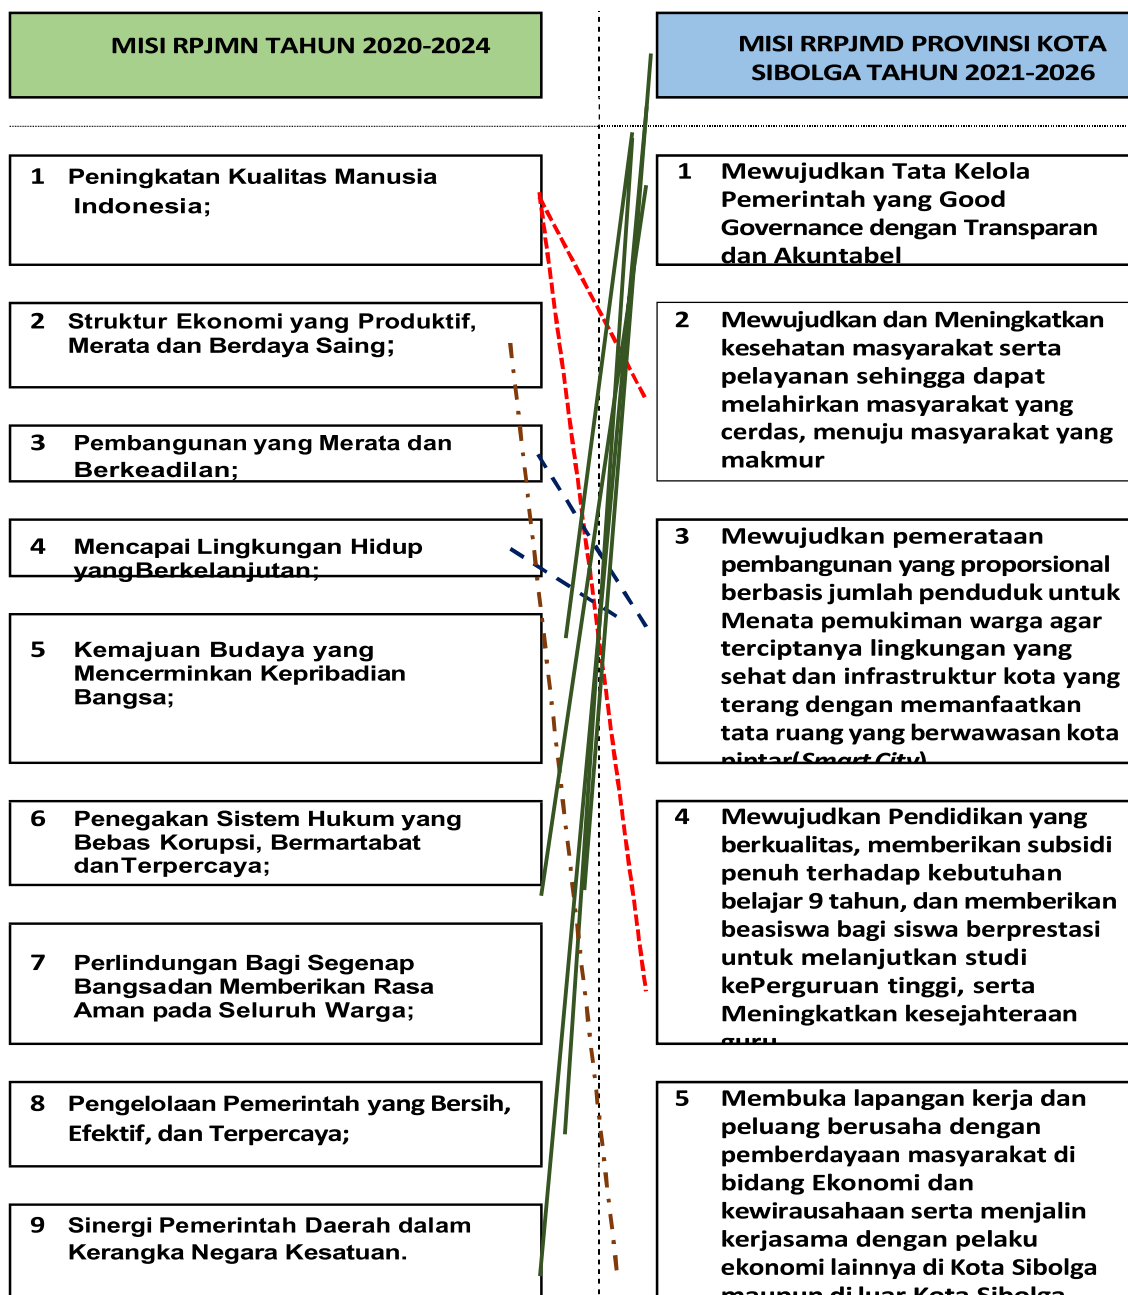 MISI RPJMN TAHUN 2020-2024
1 Peningkatan Kualitas Manusia
Indonesia;
2 Struktur Ekonomi yang Produktif,
Merata dan Berdaya Saing;
3 Pembangunan yang Merata dan
Berkeadilan;
4 Mencapai Lingkungan Hidup
yangBerkelanjutan;
5 Kemajuan Budaya yang
Mencerminkan Kepribadian
Bangsa;
6 Penegakan Sistem Hukum yang
Bebas Korupsi, Bermartabat
danTerpercaya;
7 Perlindungan Bagi Segenap
Bangsadan Memberikan Rasa
Aman pada Seluruh Warga;
8 Pengelolaan Pemerintah yang Bersih,
Efektif, dan Terpercaya;
9 Sinergi Pemerintah Daerah dalam
Kerangka Negara Kesatuan.
MISI RRPJMD PROVINSI KOTA
SIBOLGA TAHUN 2021-2026
1 Mewujudkan Tata Kelola
Pemerintah yang Good
Governance dengan Transparan
dan Akuntabel
2 Mewujudkan dan Meningkatkan
kesehatan masyarakat serta
pelayanan sehingga dapat
melahirkan masyarakat yang
cerdas, menuju masyarakat yang
makmur
3 Mewujudkan pemerataan
pembangunan yang proporsional
berbasis jumlah penduduk untuk
Menata pemukiman warga agar
terciptanya lingkungan yang
sehat dan infrastruktur kota yang
terang dengan memanfaatkan
tata ruang yang berwawasan kota
pintar(Smart City)
4 Mewujudkan Pendidikan yang
berkualitas, memberikan subsidi
penuh terhadap kebutuhan
belajar 9 tahun, dan memberikan
beasiswa bagi siswa berprestasi
untuk melanjutkan studi
kePerguruan tinggi, serta
Meningkatkan kesejahteraan
guru
5 Membuka lapangan kerja dan
peluang berusaha dengan
pemberdayaan masyarakat di
bidang Ekonomi dan
kewirausahaan serta menjalin
kerjasama dengan pelaku
ekonomi lainnya di Kota Sibolga
maupun di luar Kota Sibolga